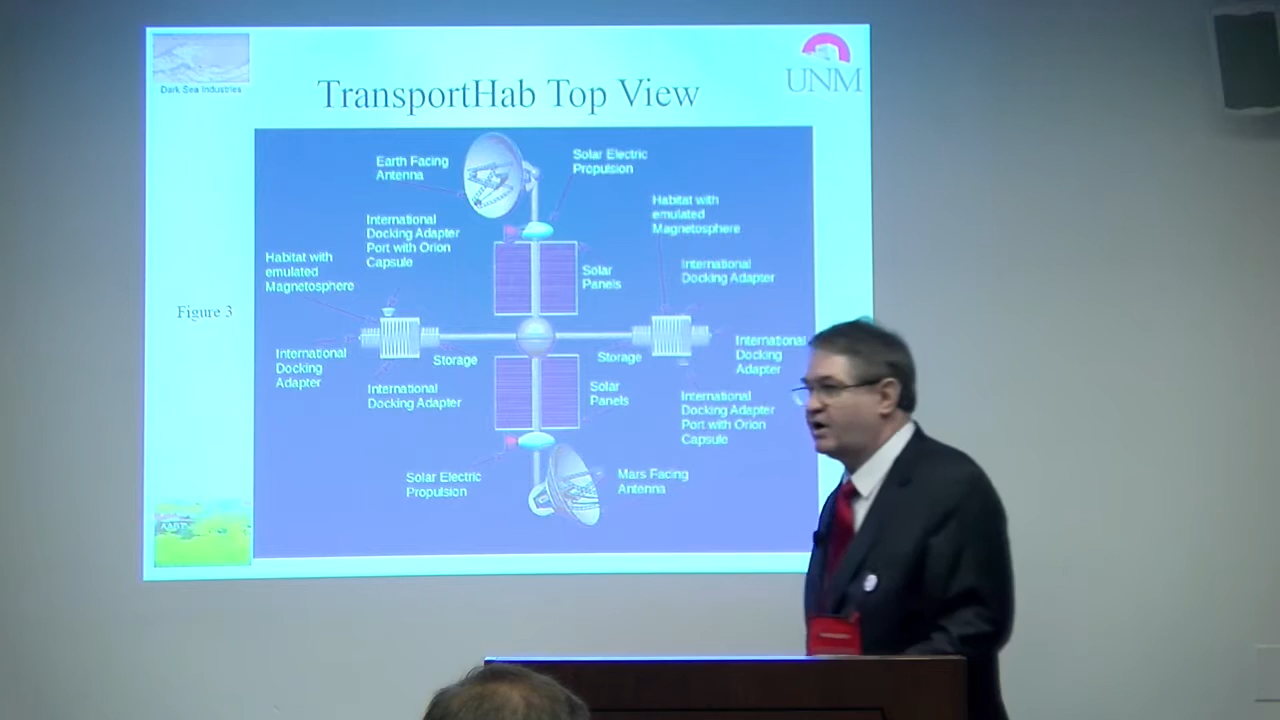 Dark Sea Industries
UNM
TransportHab Top View
Earth Facing
Antenna
Solar Electric
Propulsion
Habitat with
emulated
Magnetosphere
International
Docking Adapter
Port with Orion
Capsule
Habitat with
emulated
Magnetosphere
Solar
Panels
International
Docking Adapter
Figure 3
International
Docking
Adapter
Storage
Storage
International
Docking
Adapter
International
Docking Adapter
Solar
Panels
International
Docking Adapter
Port with Orion
Capsule
Solar Electric
Propulsion
Mars Facing
Antenna